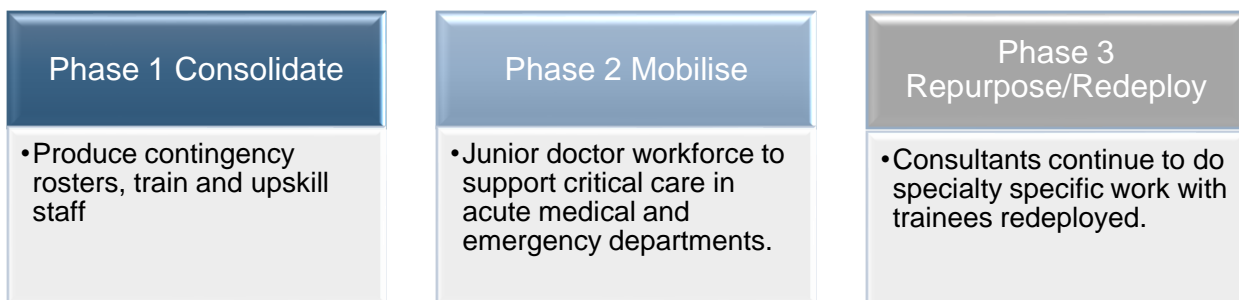 Phase 1 Consolidate
•Produce contingency
rosters, train and upskill
staff
Phase 2 Mobilise
•Junior doctor workforce to
support critical care in
acute medical and
emergency departments.
Phase 3
Repurpose/Redeploy
•Consultants continue to do
specialty specific work with
trainees redeployed.